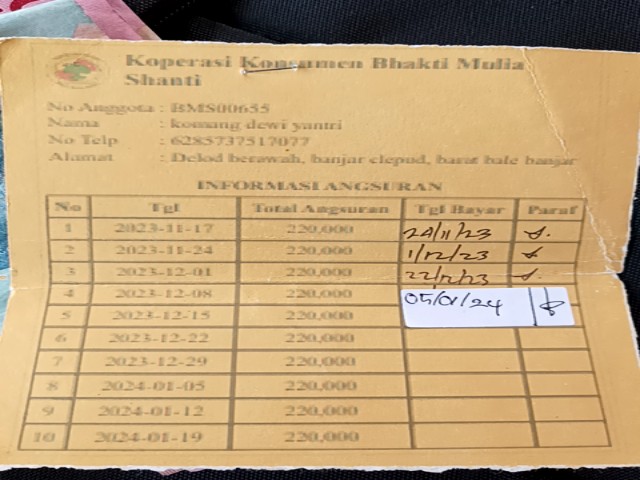 Koperasi Konsumen Bhakti Mulia
Shanti
No Anggota : BMS00655
Nama : komang dewi yantri
No Telp : 6285737517077
Alamat : Delod berawah, banjar clepud, barat bale banjar
INFORMASI ANGSURAN
No Tgl Total Angsuran Tgl Bayar Paraf
1 2023-11-17 220,000 24/11/23
2 2023-11-24 220,000 1/12/23
3 2023-12-01 220,000 22/12/23
4 2023-12-08 220,000 05/01/24
5 2023-12-15 220,000
6 2023-12-22 220,000
7 2023-12-29 220,000
8 2024-01-05 220,000
9 2024-01-12 220,000
10 2024-01-19 220,000